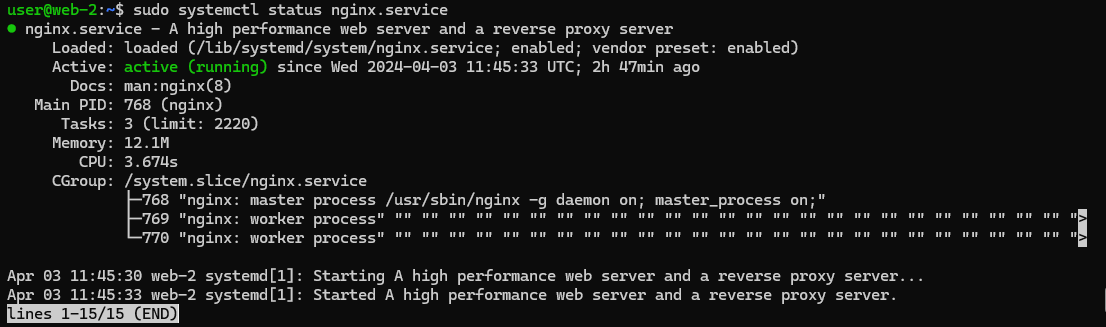 user@web-2:~$ sudo systemctl status nginx.service
● nginx.service - A high performance web server and a reverse proxy server
     Loaded: loaded (/lib/systemd/system/nginx.service; enabled; vendor preset: enabled)
     Active: active (running) since Wed 2024-04-03 11:45:33 UTC; 2h 47min ago
       Docs: man:nginx(8)
   Main PID: 768 (nginx)
      Tasks: 3 (limit: 2220)
     Memory: 12.1M
        CPU: 3.674s
     CGroup: /system.slice/nginx.service
             ├─768 "nginx: master process /usr/sbin/nginx -g daemon on; master_process on;"
             ├─769 "nginx: worker process" "" "" "" "" "" "" "" "" "" "" "" "" "" "" "" "" "" "" "" "" "" "" "" "" "" ">
             └─770 "nginx: worker process" "" "" "" "" "" "" "" "" "" "" "" "" "" "" "" "" "" "" "" "" "" "" "" "" "" ">

Apr 03 11:45:30 web-2 systemd[1]: Starting A high performance web server and a reverse proxy server...
Apr 03 11:45:33 web-2 systemd[1]: Started A high performance web server and a reverse proxy server.
lines 1-15/15 (END)